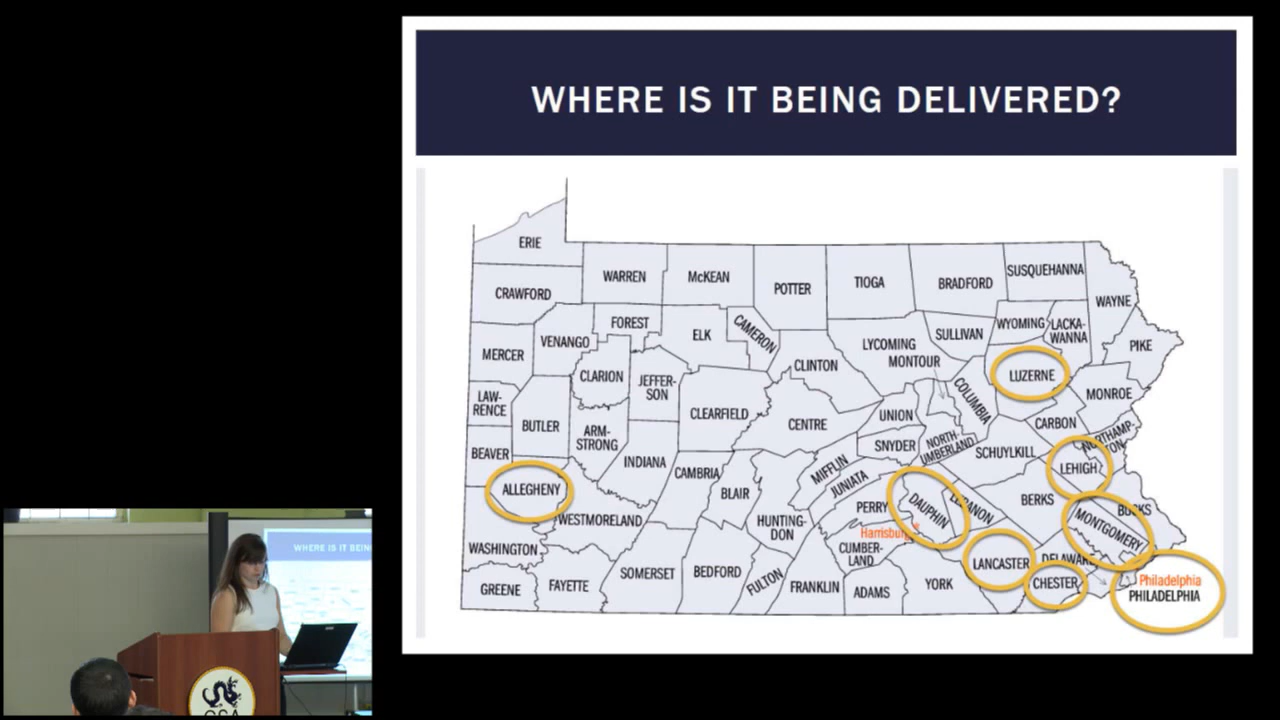 WHERE IS IT BEING DELIVERED?
ERIE
CRAWFORD
WARREN
McKEAN
POTTER
TIOGA
BRADFORD
SUSQUEHANNA
WAYNE
FOREST
VENANGO
MERCER
ELK
CAMERON
CLINTON
LYCOMING
MONTOUR
SULLIVAN
WYOMING
LACKA-
WANNA
PIKE
LUZERNE
MONROE
CLARION
JEFFER-
SON
LAW-
RENCE
BUTLER
CLEARFIELD
CENTRE
UNION
COLUMBIA
CARBON
NORTHAMP-
TON
BEAVER
ARM-
STRONG
INDIANA
CAMBRIA
BLAIR
MIFFLIN
SNYDER
NORTH-
UMBERLAND
SCHUYLKILL
LEHIGH
ALLEGHENY
JUNIATA
WESTMORELAND
HUNTING-
DON
PERRY
DAUPHIN
LEBANON
BERKS
MONTGOMERY
BUCKS
Harrisburg
WASHINGTON
CUMBER-
LAND
LANCASTER
DELAWARE
CHESTER
Philadelphia
PHILADELPHIA
GREENE
FAYETTE
SOMERSET
BEDFORD
FULTON
FRANKLIN
ADAMS
YORK
WHERE IS IT BEIN
GSA